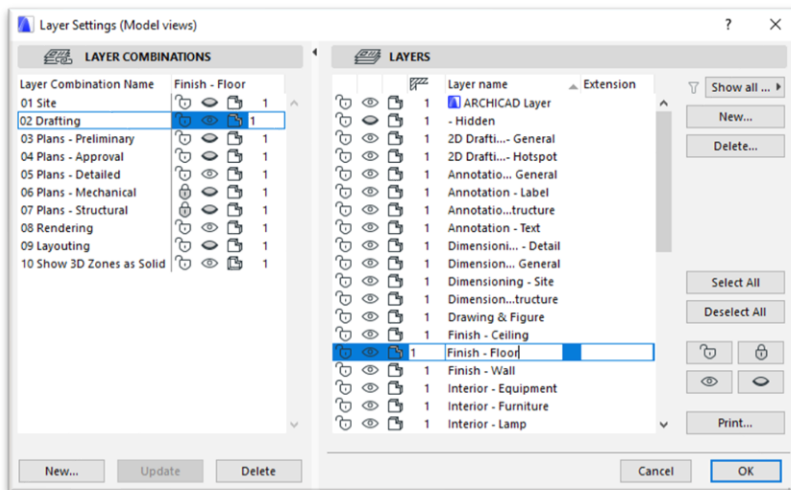 Layer Settings (Model views)
? ×
LAYER COMBINATIONS
Layer Combination Name Finish - Floor
01 Site 1
02 Drafting 1
03 Plans - Preliminary 1
04 Plans - Approval 1
05 Plans - Detailed 1
06 Plans - Mechanical 1
07 Plans - Structural 1
08 Rendering 1
09 Layouting 1
10 Show 3D Zones as Solid 1
New... Update Delete
LAYERS
Layer name Extension
1 ARCHICAD Layer
1 - Hidden
1 2D Drafti...- General
1 2D Drafti...- Hotspot
1 Annotatio... General
1 Annotation - Label
1 Annotatio...tructure
1 Annotation - Text
1 Dimensioni... - Detail
1 Dimension... General
1 Dimensioning - Site
1 Dimension...tructure
1 Drawing & Figure
1 Finish - Ceiling
1 Finish - Floor
1 Finish - Wall
1 Interior - Equipment
1 Interior - Furniture
1 Interior - Lamp
Show all ...
New...
Delete...
Select All
Deselect All
Print...
Cancel OK